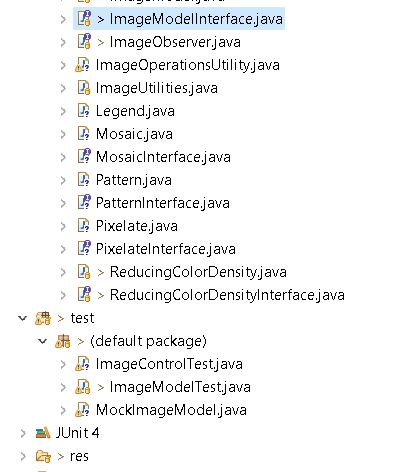 > ImageModelInterface.java
> ImageObserver.java
ImageOperationsUtility.java
ImageUtilities.java
Legend.java
Mosaic.java
MosaicInterface.java
Pattern.java
PatternInterface.java
Pixelate.java
PixelateInterface.java
> ReducingColorDensity.java
> ReducingColorDensityInterface.java
> test
> (default package)
ImageControlTest.java
> ImageModelTest.java
MockImageModel.java
JUnit 4
> res